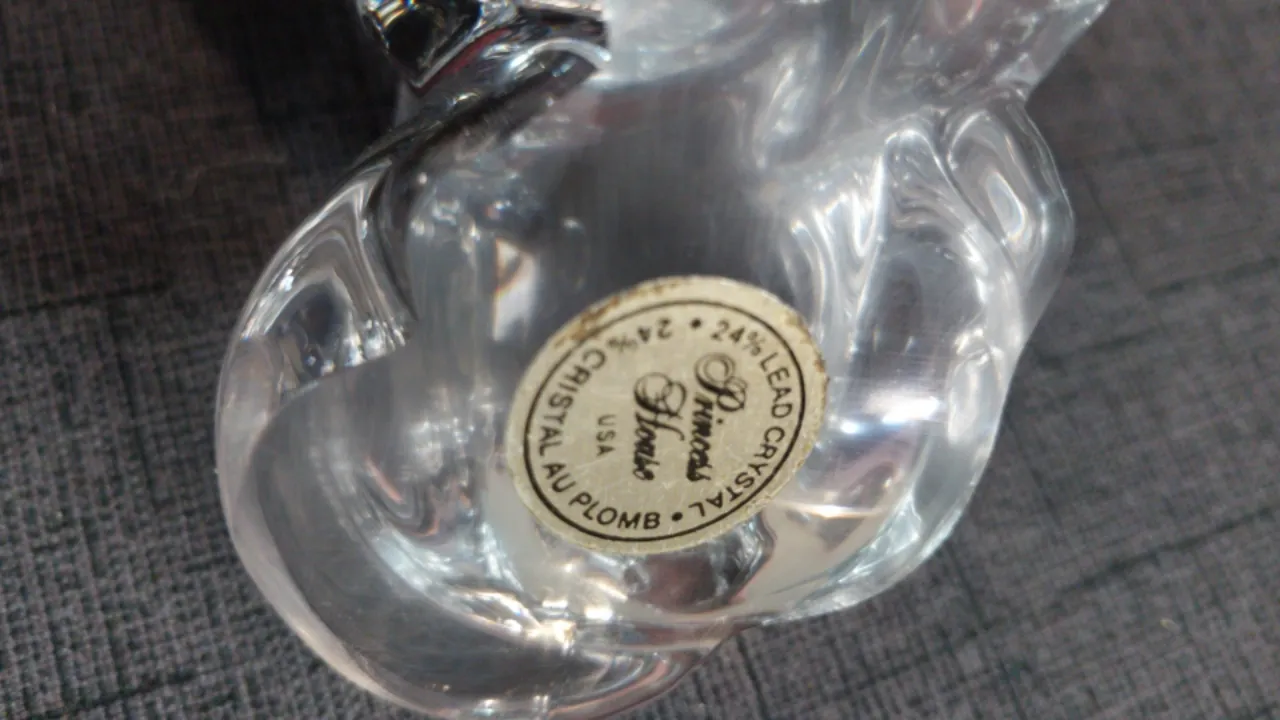 • 24% LEAD CRYSTAL
Princess
House
USA
• 24% CRISTAL AU PLOMB